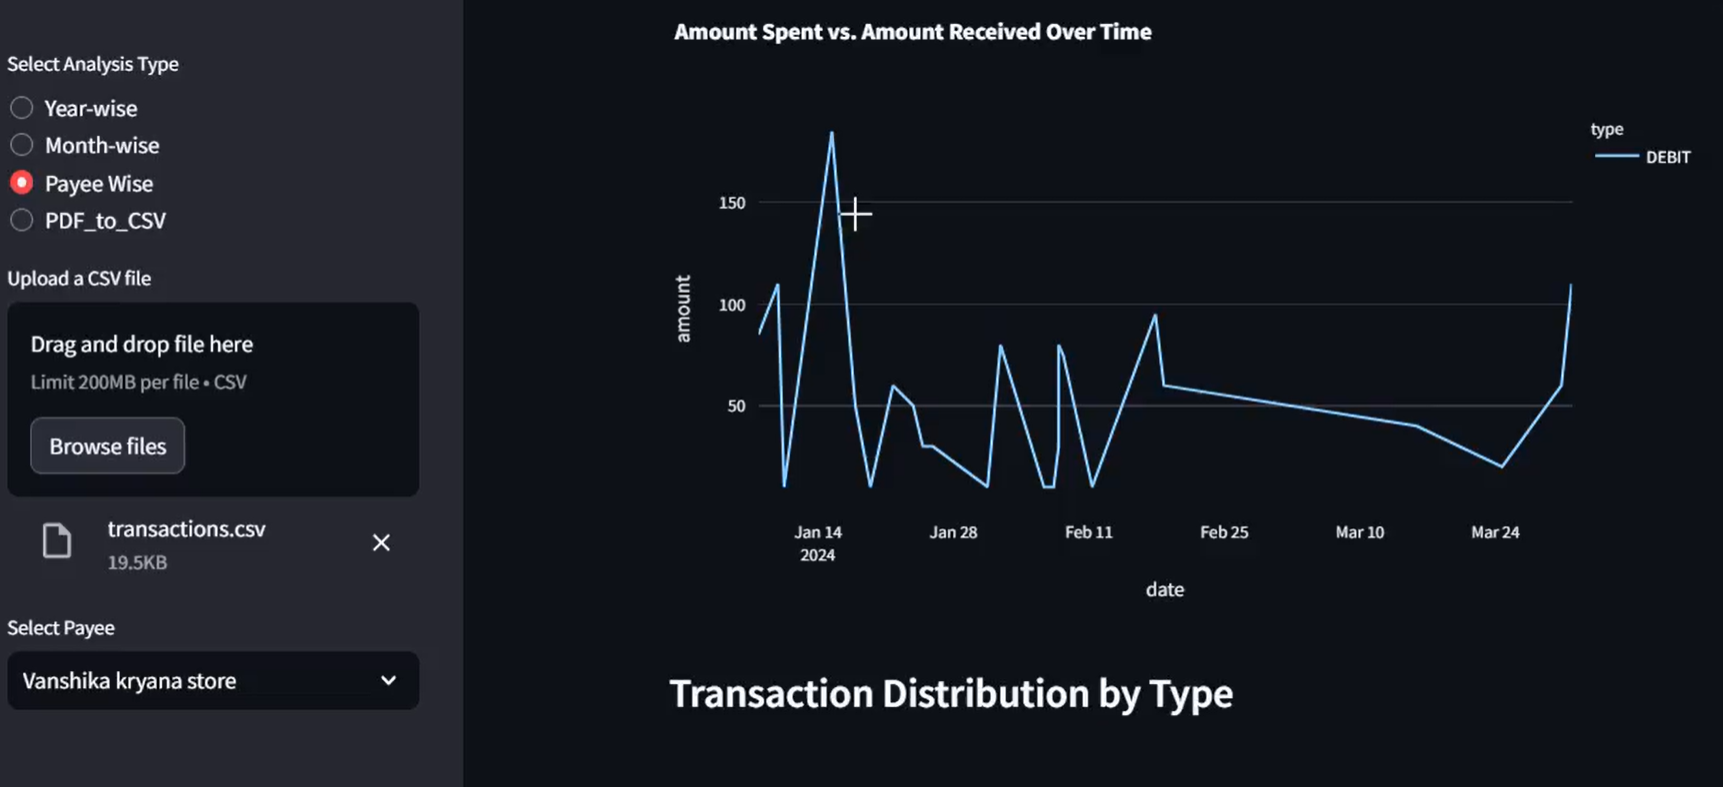 Select Analysis Type
Year-wise
Month-wise
Payee Wise
PDF_to_CSV
Upload a CSV file
Drag and drop file here
Limit 200MB per file • CSV
Browse files
transactions.csv
19.5KB
Select Payee
Vanshika kryana store
Amount Spent vs. Amount Received Over Time
type
DEBIT
amount
150
100
50
Jan 14 Jan 28 Feb 11 Feb 25 Mar 10 Mar 24
2024
date
Transaction Distribution by Type